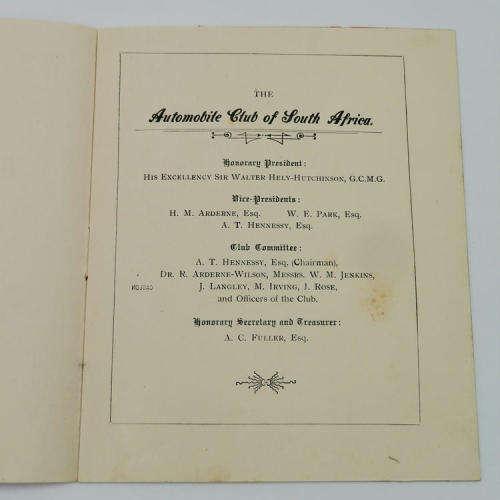 THE
Automobile Club of South Africa.
Honorary President:
HIS EXCELLENCY SIR WALTER HELY-HUTCHINSON, G.C.M.G.
Vice-Presidents:
H. M. ARDERNE, ESQ. W. E. PARK, ESQ.
A. T. HENNESSY, ESQ.
Club Committee:
A. T. HENNESSY, ESQ. (Chairman),
DR. R. ARDERNE-WILSON, MESSRS. W. M. JENKINS,
J. LANGLEY, M. IRVING, J. ROSE,
and Officers of the Club.
Honorary Secretary and Treasurer:
A. C. FULLER, ESQ.